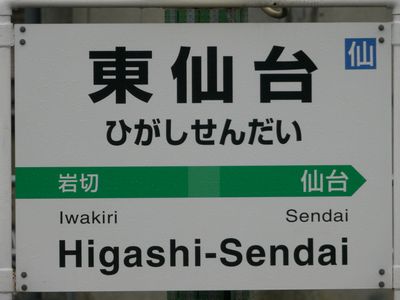 東仙台 仙
ひがしせんだい
岩切 仙台
Iwakiri Sendai
Higashi-Sendai